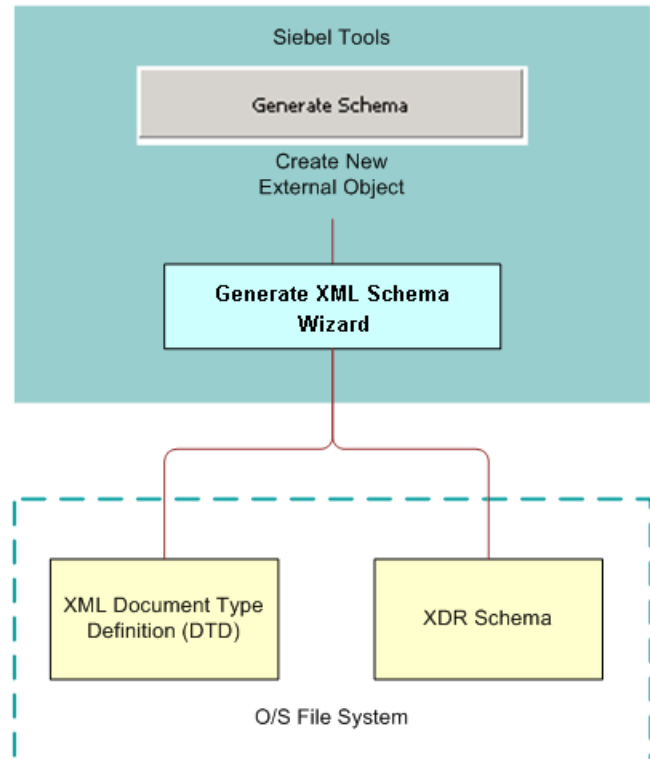 Siebel Tools
Generate Schema
Create New
External Object
Generate XML Schema
Wizard
XML Document Type
Definition (DTD)
XDR Schema
O/S File System